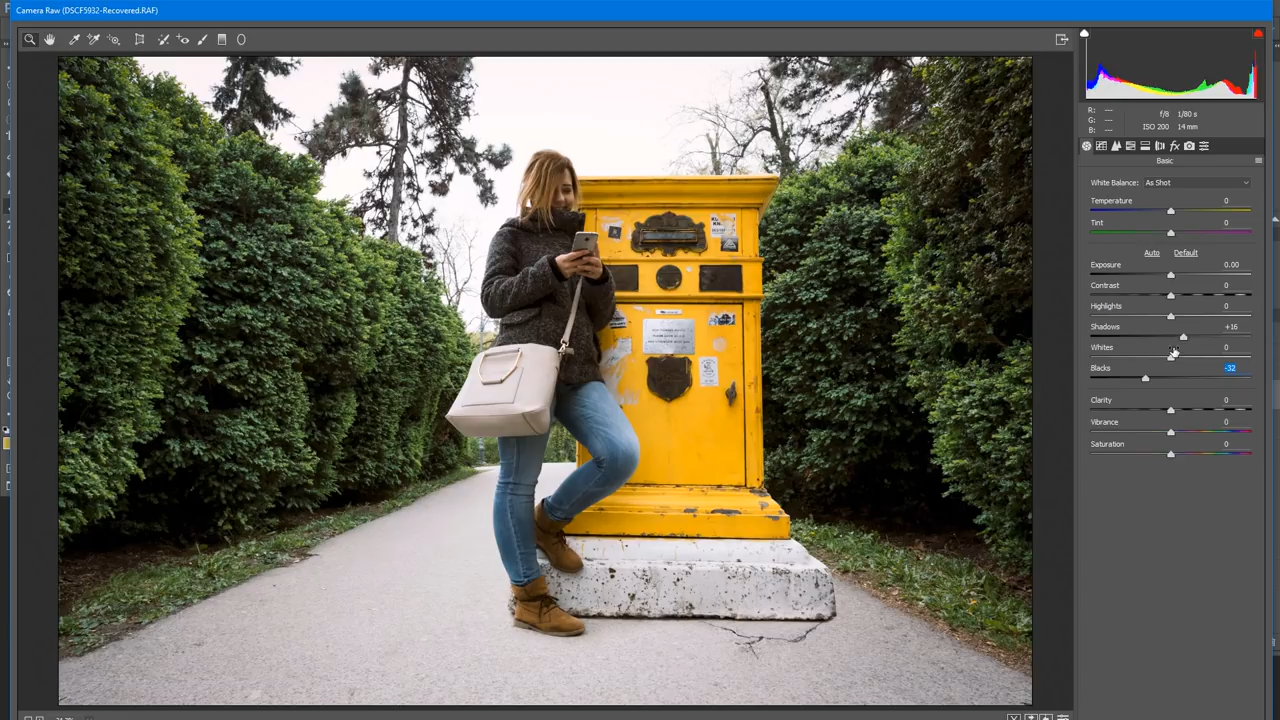 Camera Raw (DSCF5932-Recovered.RAF)
R: ---
G: ---
B: ---
f/8 1/80 s
ISO 200 14 mm
fx
Basic
White Balance: As Shot
Temperature 0
Tint 0
Auto Default
Exposure 0.00
Contrast 0
Highlights 0
Shadows +16
Whites 0
Blacks -32
Clarity 0
Vibrance 0
Saturation 0